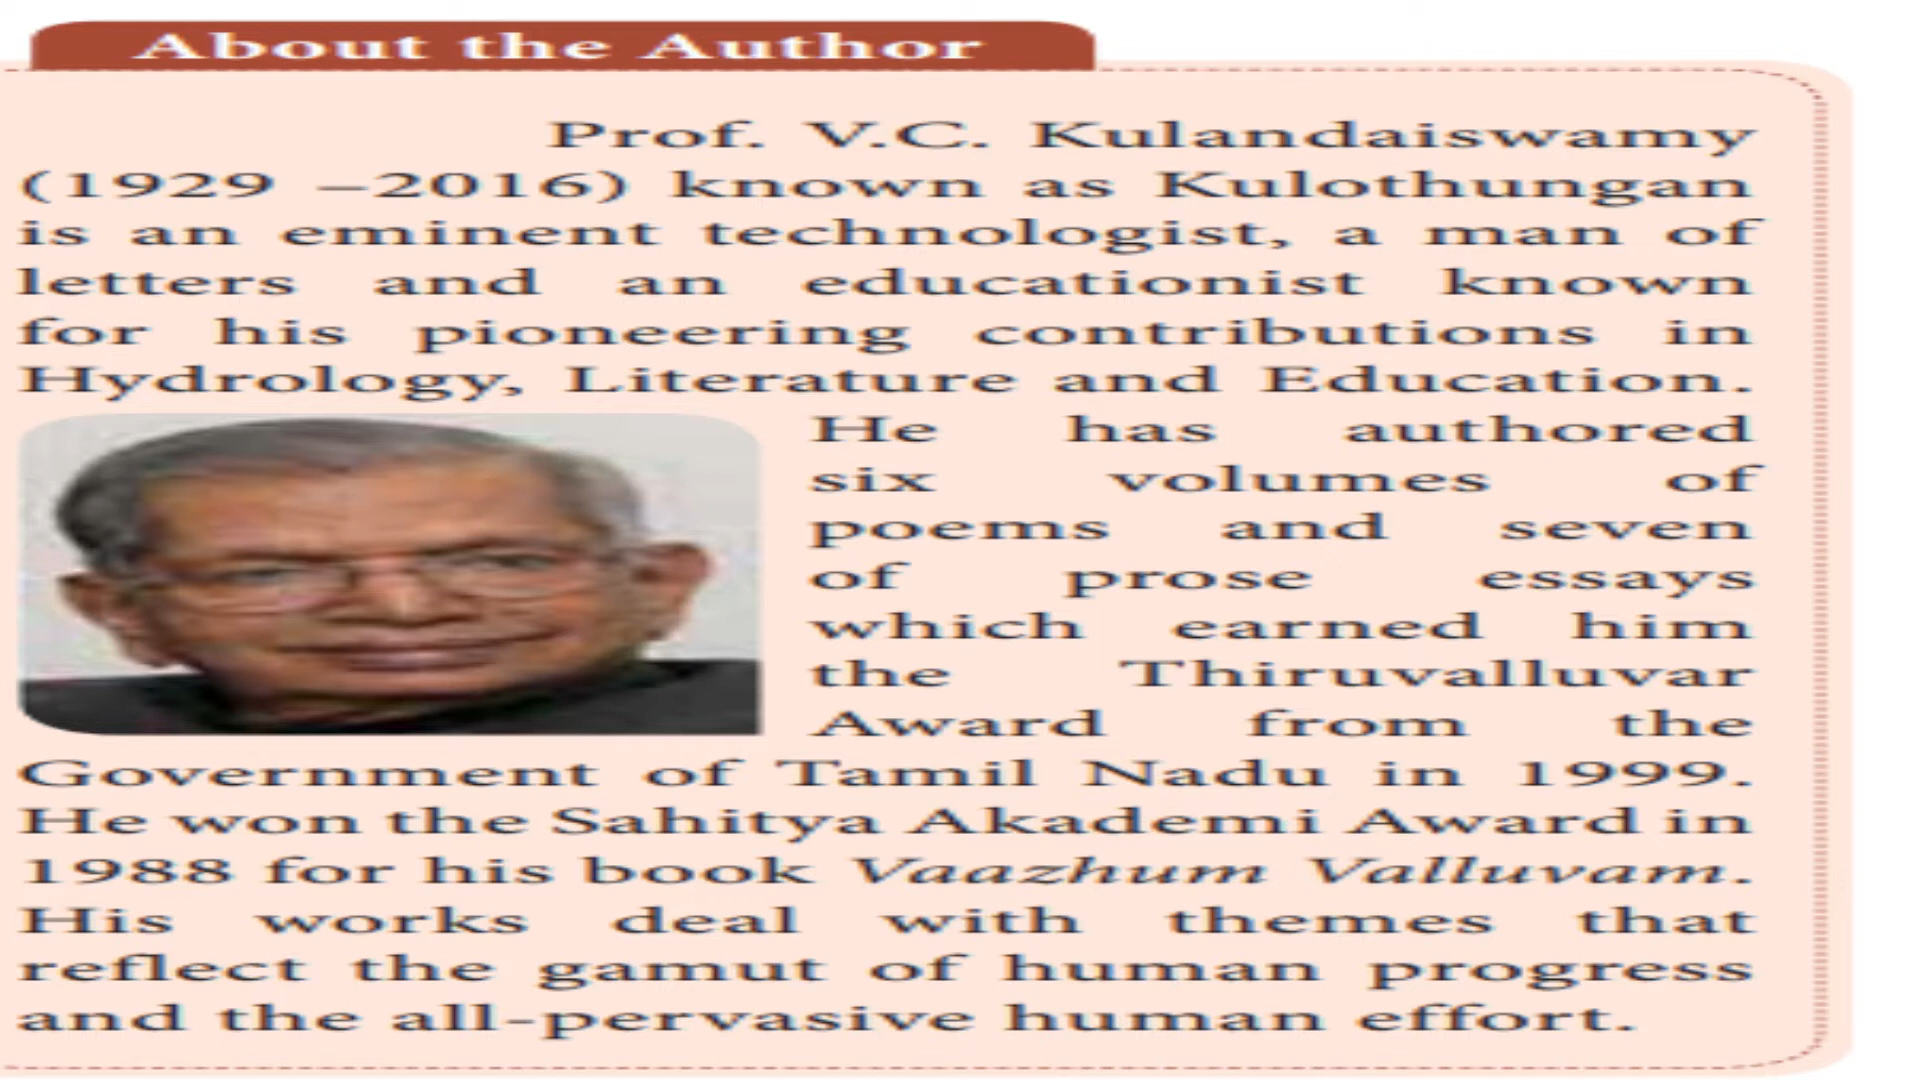 About the Author
Prof. V.C. Kulandaiswamy
(1929 –2016) known as Kulothungan
is an eminent technologist, a man of
letters and an educationist known
for his pioneering contributions in
Hydrology, Literature and Education.
He has authored
six volumes of
poems and seven
of prose essays
which earned him
the Thiruvalluvar
Award from the
Government of Tamil Nadu in 1999.
He won the Sahitya Akademi Award in
1988 for his book Vaazhum Valluvam.
His works deal with themes that
reflect the gamut of human progress
and the all-pervasive human effort.